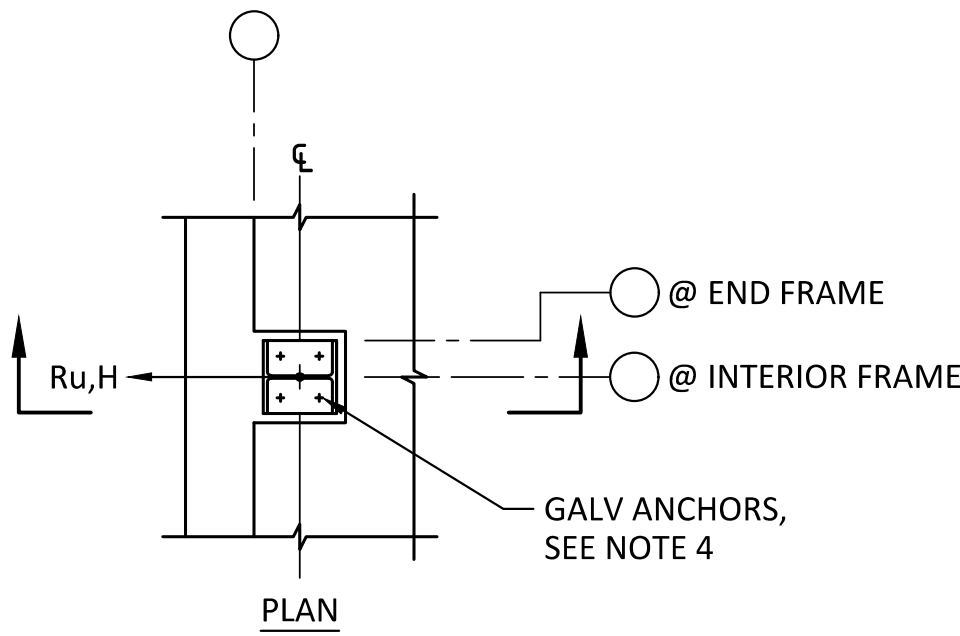 ℄
@ END FRAME
Ru,H
@ INTERIOR FRAME
GALV ANCHORS,
SEE NOTE 4
PLAN